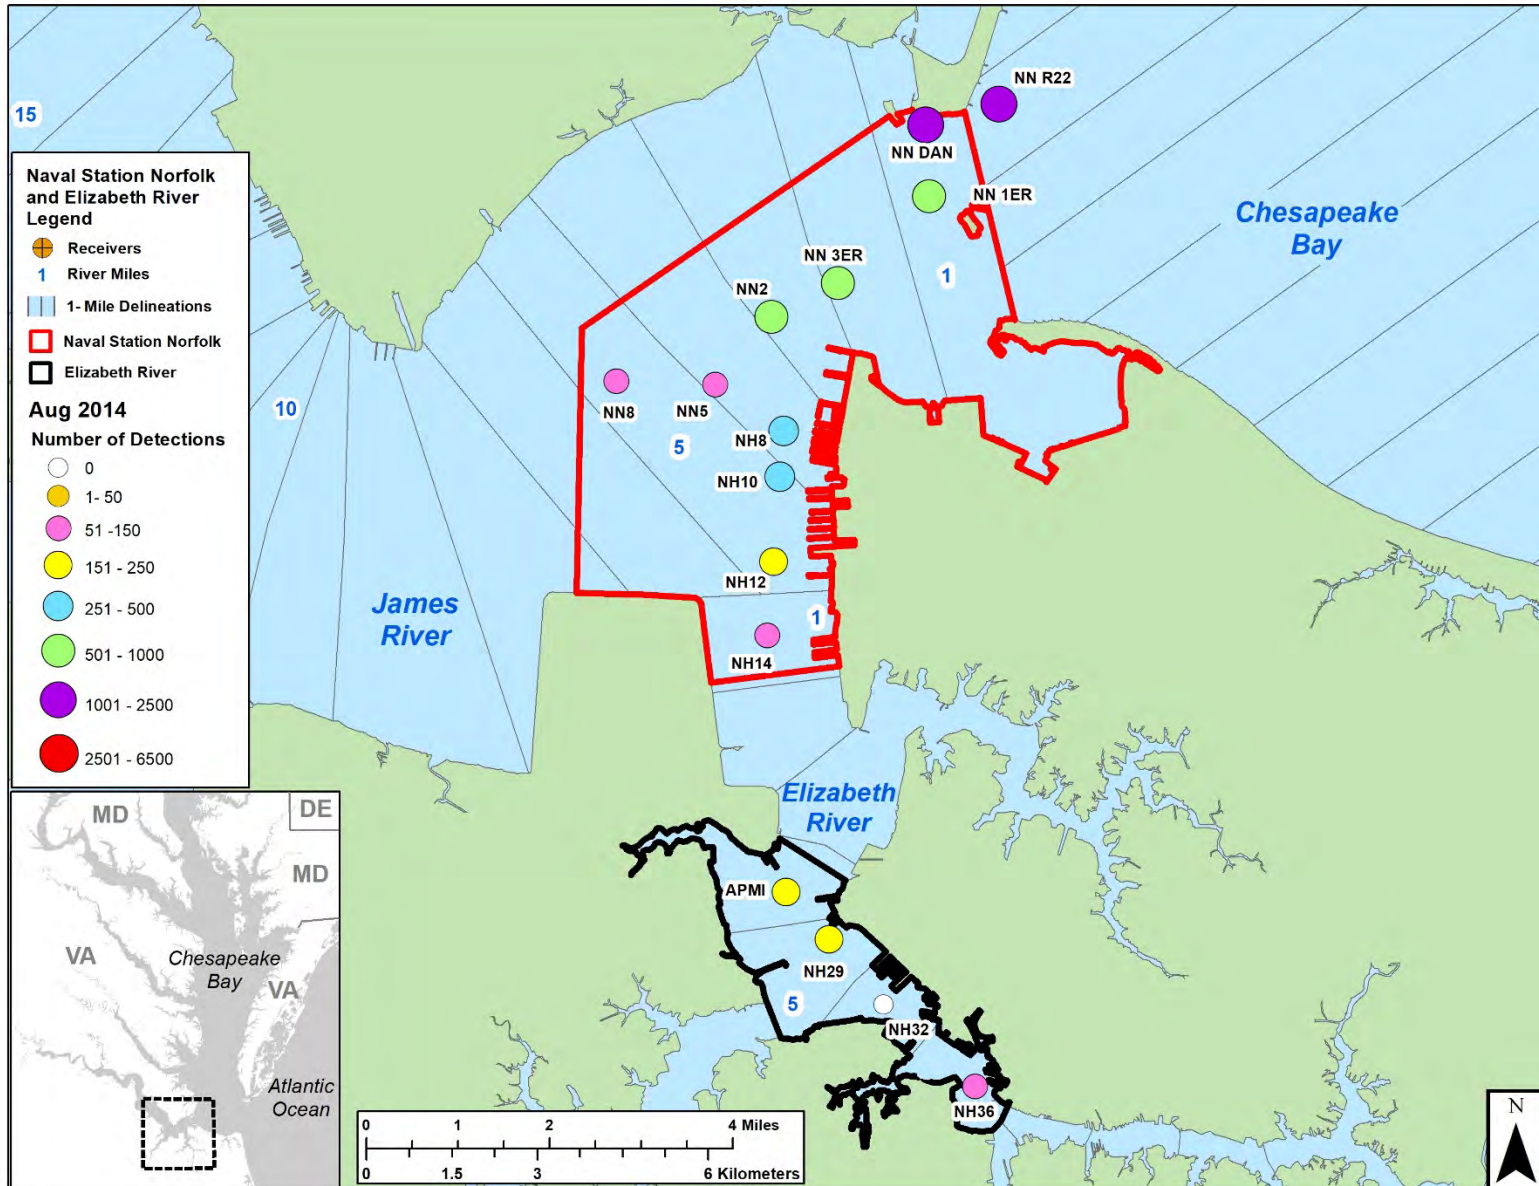 NN R22
NN DAN
NN 1ER
Chesapeake
Bay
15
Naval Station Norfolk
and Elizabeth River
Legend
Receivers
1 River Miles
1- Mile Delineations
Naval Station Norfolk
Elizabeth River
Aug 2014
Number of Detections
0
1- 50
51 -150
151 - 250
251 - 500
501 - 1000
1001 - 2500
2501 - 6500
NN 3ER
1
NN2
NN8
NN5
10
5
NH8
NH10
NH12
James
River
1
NH14
Elizabeth
River
APMI
NH29
5
NH32
NH36
MD
DE
MD
VA
Chesapeake
Bay
VA
Atlantic
Ocean
0 1 2 4 Miles
0 1.5 3 6 Kilometers
N